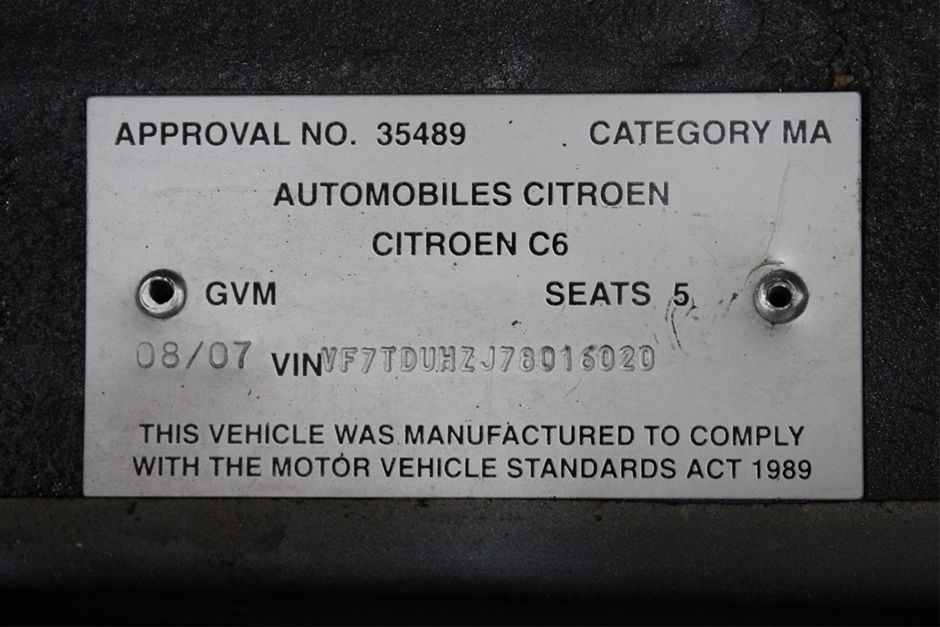 APPROVAL NO. 35489 CATEGORY MA
AUTOMOBILES CITROEN
CITROEN C6
GVM SEATS 5
08/07 VIN VF7TDUHZJ78016020
THIS VEHICLE WAS MANUFACTURED TO COMPLY
WITH THE MOTOR VEHICLE STANDARDS ACT 1989